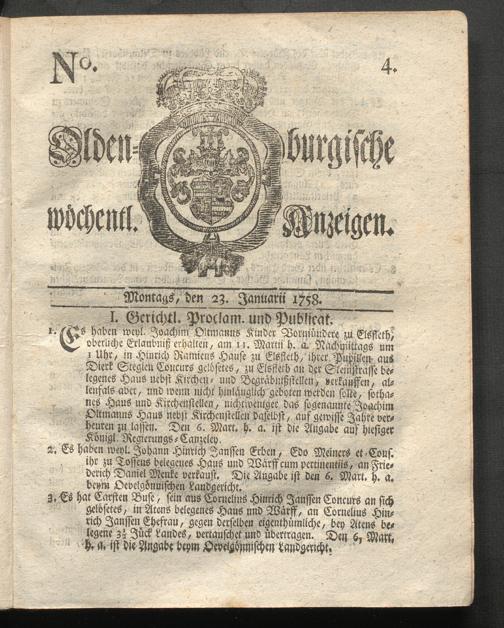 No. 4.
Olden-burgische
wöchentl. Anzeigen.
Montags, den 23. Januarii 1758.
I. Gerichtl. Proclam. und Publicat.
1. Es haben weyl. Joachim Oltmanns Kinder Vormündere zu Elsfleth,
oberliche Erlaubniß erhalten, am 11. Martii h. a. Nachmittags um
1 Uhr, in Hinrich Ramiens Hause zu Elsfleth, ihrer Pupillen aus
Dierk Stegien Concurs gelösetes, zu Elsfleth an der Steinstrasse be-
legenes Haus nebst Kirchen- und Begräbnißstellen, verkauffen, al-
lenfals aber, und wenn nicht hinlänglich geboten werden solte, sotha-
nes Haus und Kirchenstellen, nichtweniger das sogenannte Joachim
Oltmanns Haus nebst Kirchenstellen daselbst, auf gewisse Jahre ver-
heuren zu lassen. Den 6. Mart. h. a. ist die Angabe auf hiesiger
Königl. Regierungs-Canzeley.
2. Es haben weyl. Johann Hinrich Janssen Erben, Edo Meiners et Cons.
ihr zu Tossens belegenes Haus und Wärff cum pertinentiis, an Frie-
derich Daniel Menke verkauft. Die Angabe ist den 6. Mart. h. a.
beym Ovelgönnischen Landgericht.
3. Es hat Carsten Buse, sein aus Cornelius Hinrich Janssen Concurs an sich
gelösetes, in Atens belegenes Haus und Wärff, an Cornelius Hin-
rich Janssen Ehefrau, gegen derselben eigenthümliche, bey Atens be-
legene 3½ Jück Landes, vertauschet und übertragen. Den 6. Mart.
h. a. ist die Angabe beym Ovelgönnischen Landgericht.